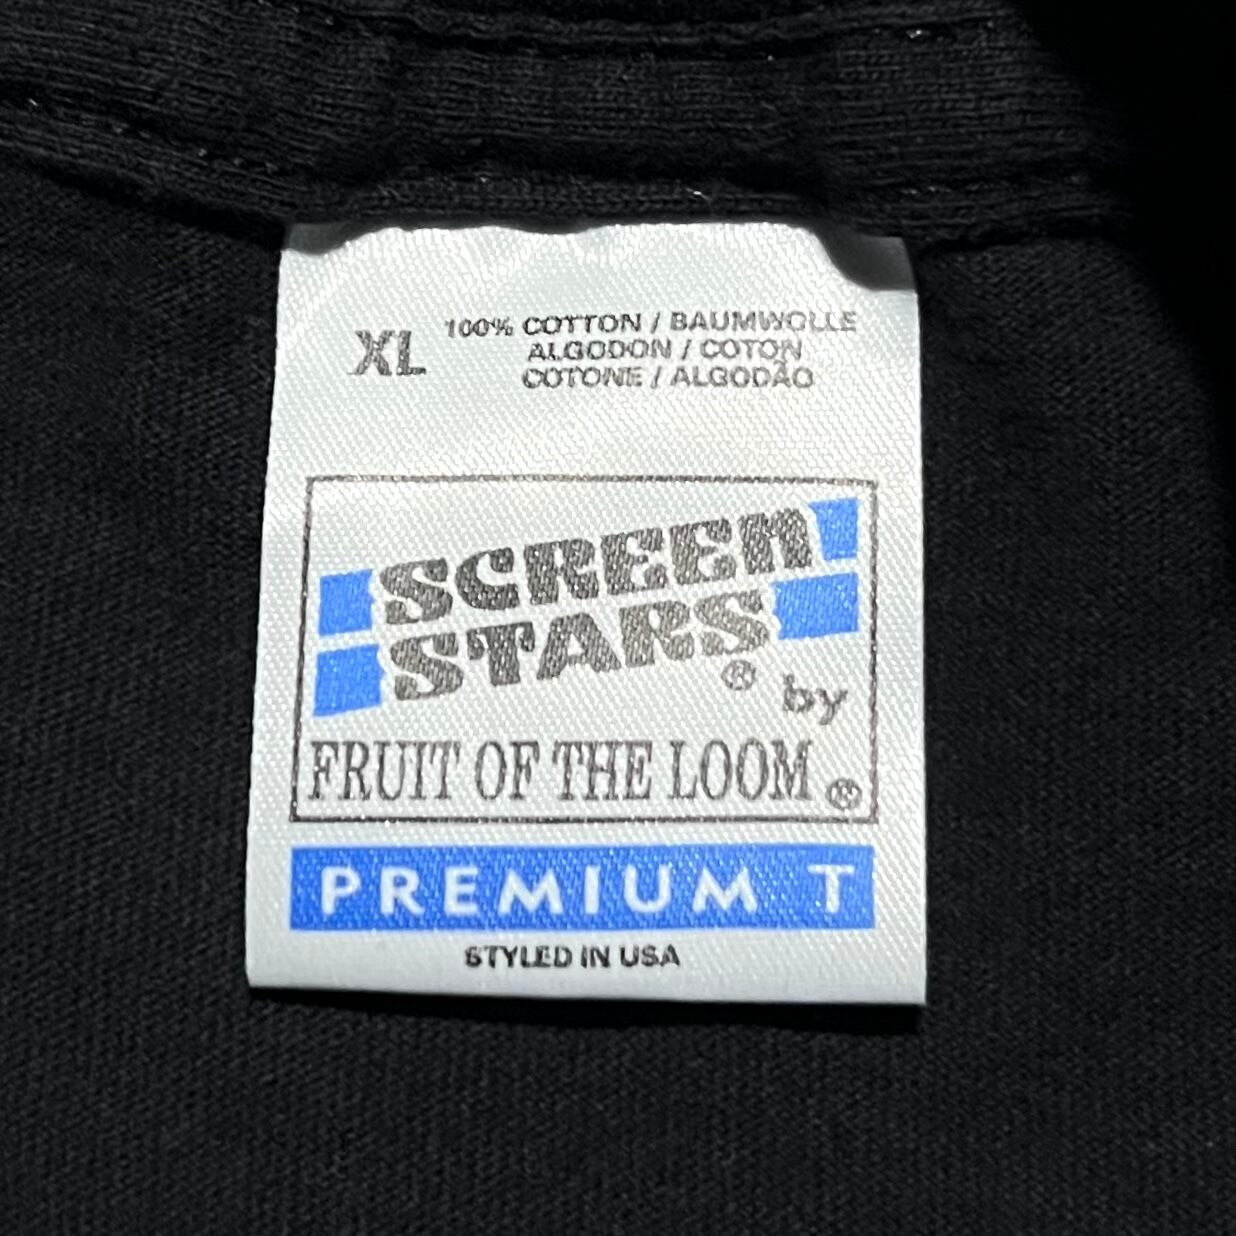 XL
100% COTTON / BAUMWOLLE
ALGODON / COTON
COTONE / ALGODÃO
SCREEN
STARS®
by
FRUIT OF THE LOOM®
PREMIUM T
STYLED IN USA